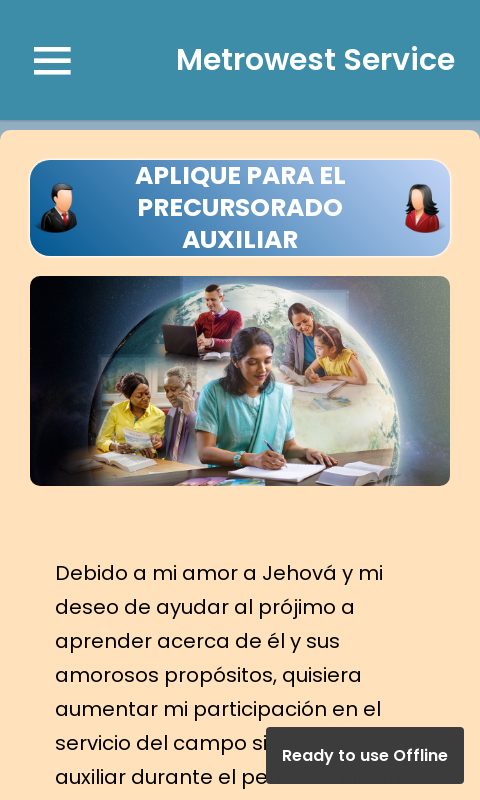 Metrowest Service
APLIQUE PARA EL
PRECURSORADO
AUXILIAR
Debido a mi amor a Jehová y mi
deseo de ayudar al prójimo a
aprender acerca de él y sus
amorosos propósitos, quisiera
aumentar mi participación en el
servicio del campo
auxiliar durante el
Ready to use Offline